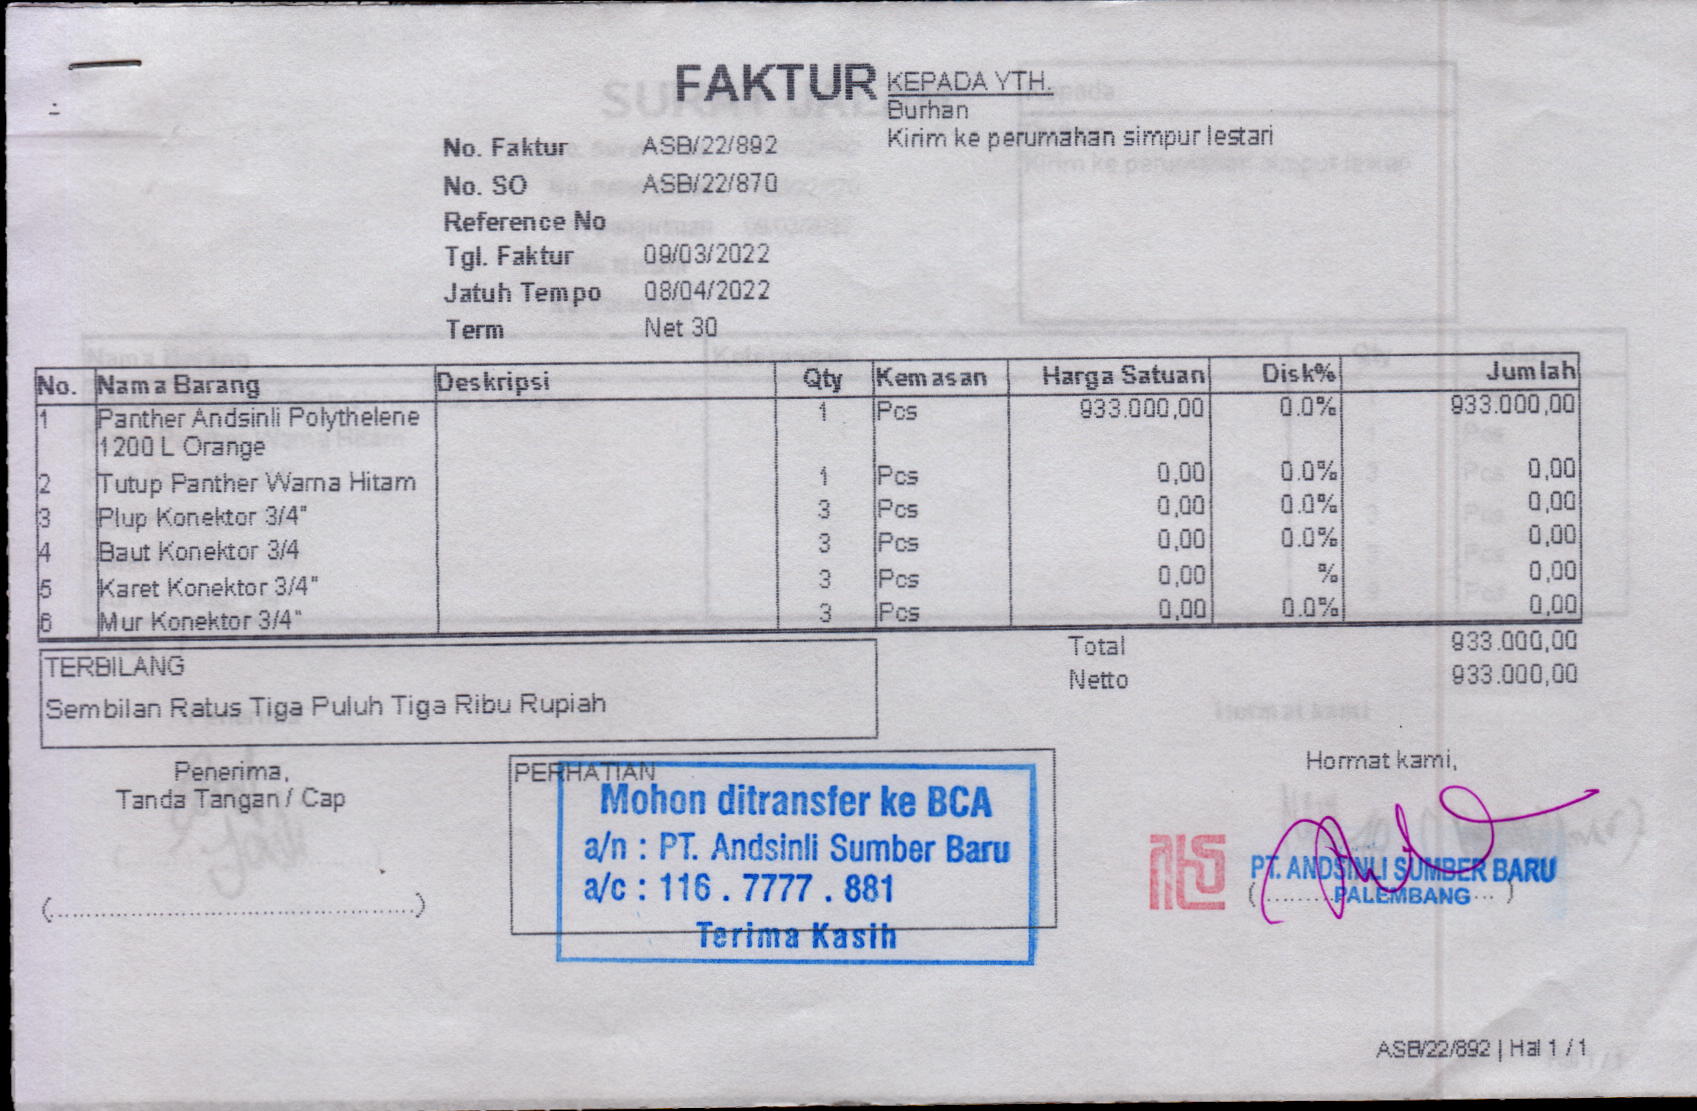 FAKTUR
KEPADA YTH.
Burhan
Kirim ke perumahan simpur lestari
No. Faktur ASB/22/892
No. SO ASB/22/870
Reference No
Tgl. Faktur 09/03/2022
Jatuh Tempo 08/04/2022
Term Net 30
No. Nama Barang Deskripsi Qty Kemasan Harga Satuan Disk% Jumlah
1 Panther Andsinli Polythelene 1 Pcs 933.000,00 0.0% 933.000,00
1200 L Orange
2 Tutup Panther Warna Hitam 1 Pcs 0,00 0.0% 0,00
3 Plup Konektor 3/4" 3 Pcs 0,00 0.0% 0,00
4 Baut Konektor 3/4 3 Pcs 0,00 0.0% 0,00
5 Karet Konektor 3/4" 3 Pcs 0,00 % 0,00
6 Mur Konektor 3/4" 3 Pcs 0,00 0.0% 0,00
Total 933.000,00
Netto 933.000,00
TERBILANG
Sembilan Ratus Tiga Puluh Tiga Ribu Rupiah
Penerima,
Tanda Tangan / Cap
(................................................)
PERHATIAN
Mohon ditransfer ke BCA
a/n : PT. Andsinli Sumber Baru
a/c : 116 . 7777 . 881
Terima Kasih
Hormat kami,
PT. ANDSINLI SUMBER BARU
PALEMBANG
ASB/22/892 | Hal 1 / 1